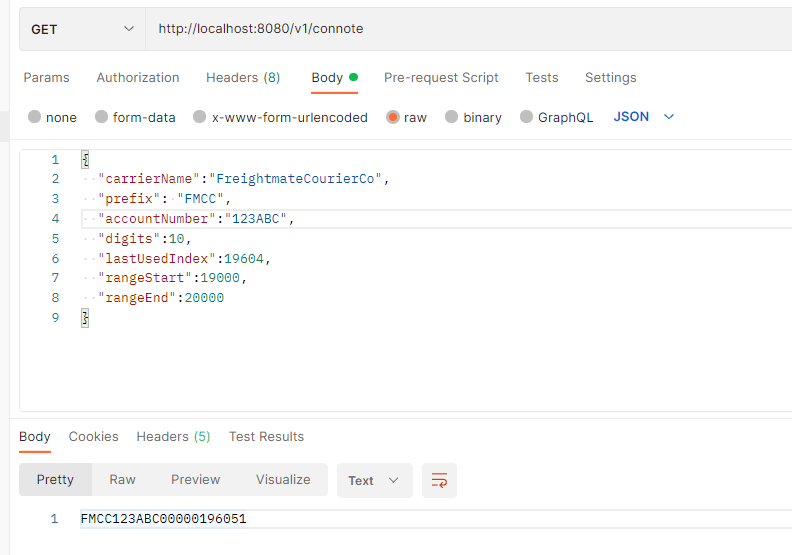 GET http://localhost:8080/v1/connote
Params Authorization Headers (8) Body Pre-request Script Tests Settings
none form-data x-www-form-urlencoded raw binary GraphQL JSON
1 {
2 "carrierName":"FreightmateCourierCo",
3 "prefix": "FMCC",
4 "accountNumber":"123ABC",
5 "digits":10,
6 "lastUsedIndex":19604,
7 "rangeStart":19000,
8 "rangeEnd":20000
9 }
Body Cookies Headers (5) Test Results
Pretty Raw Preview Visualize Text
1 FMCC123ABC00000196051